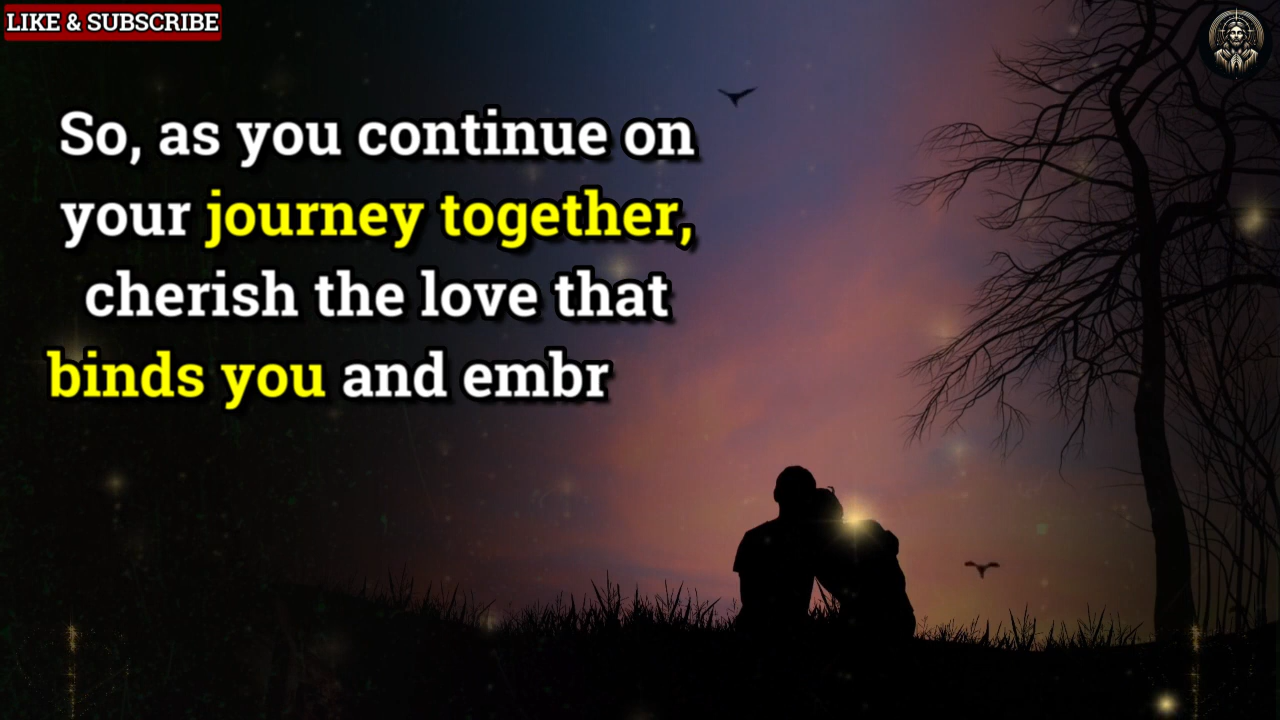 LIKE & SUBSCRIBE
So, as you continue on
your journey together,
cherish the love that
binds you and embr